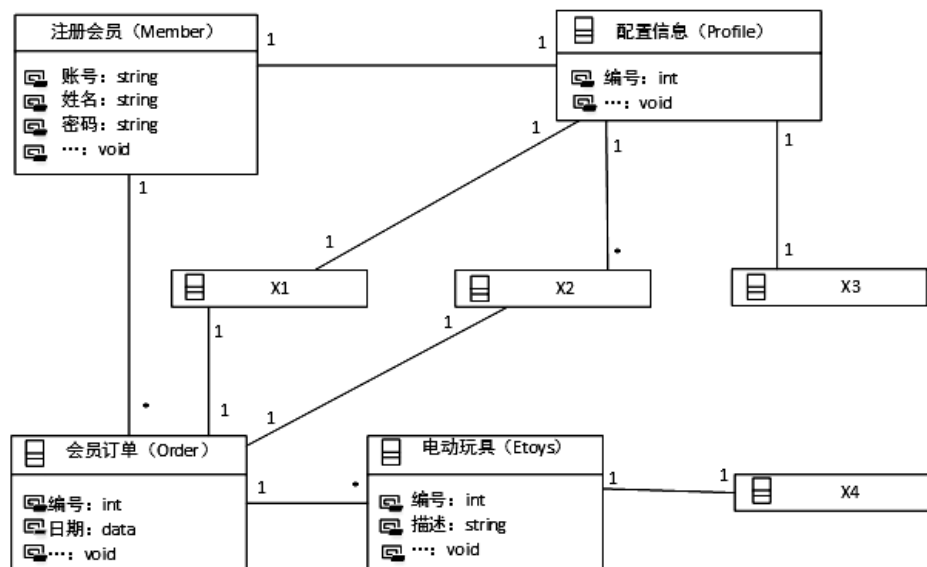 注册会员（Member）
账号：string
姓名：string
密码：string
…：void
1
1
配置信息（Profile）
编号：int
…：void
1
1
1
1
1
*
1
X1
X2
X3
1
1
*
1
1
会员订单（Order）
编号：int
日期：data
…：void
1
*
电动玩具（Etoys）
编号：int
描述：string
…：void
1
1
X4